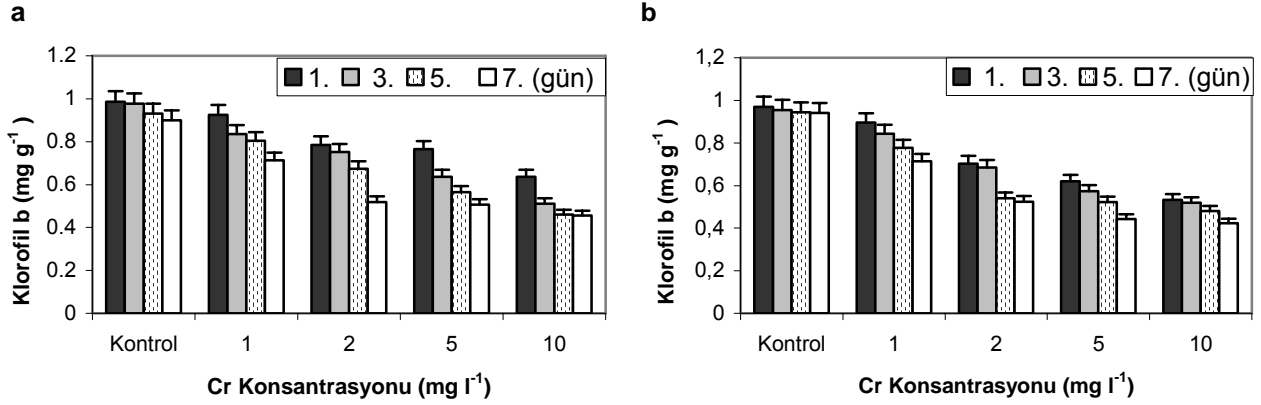 a
1.2
1
0.8
0.6
0.4
0.2
0
Klorofil b (mg g-1 )
1. 3. 5. 7. (gün)
Kontrol 1 2 5 10
Cr Konsantrasyonu (mg l-1)
b
1,2
1
0,8
0,6
0,4
0,2
0
Klorofil b (mg g-1 )
1. 3. 5. 7. (gün)
Kontrol 1 2 5 10
Cr Konsantrasyonu (mg l-1)